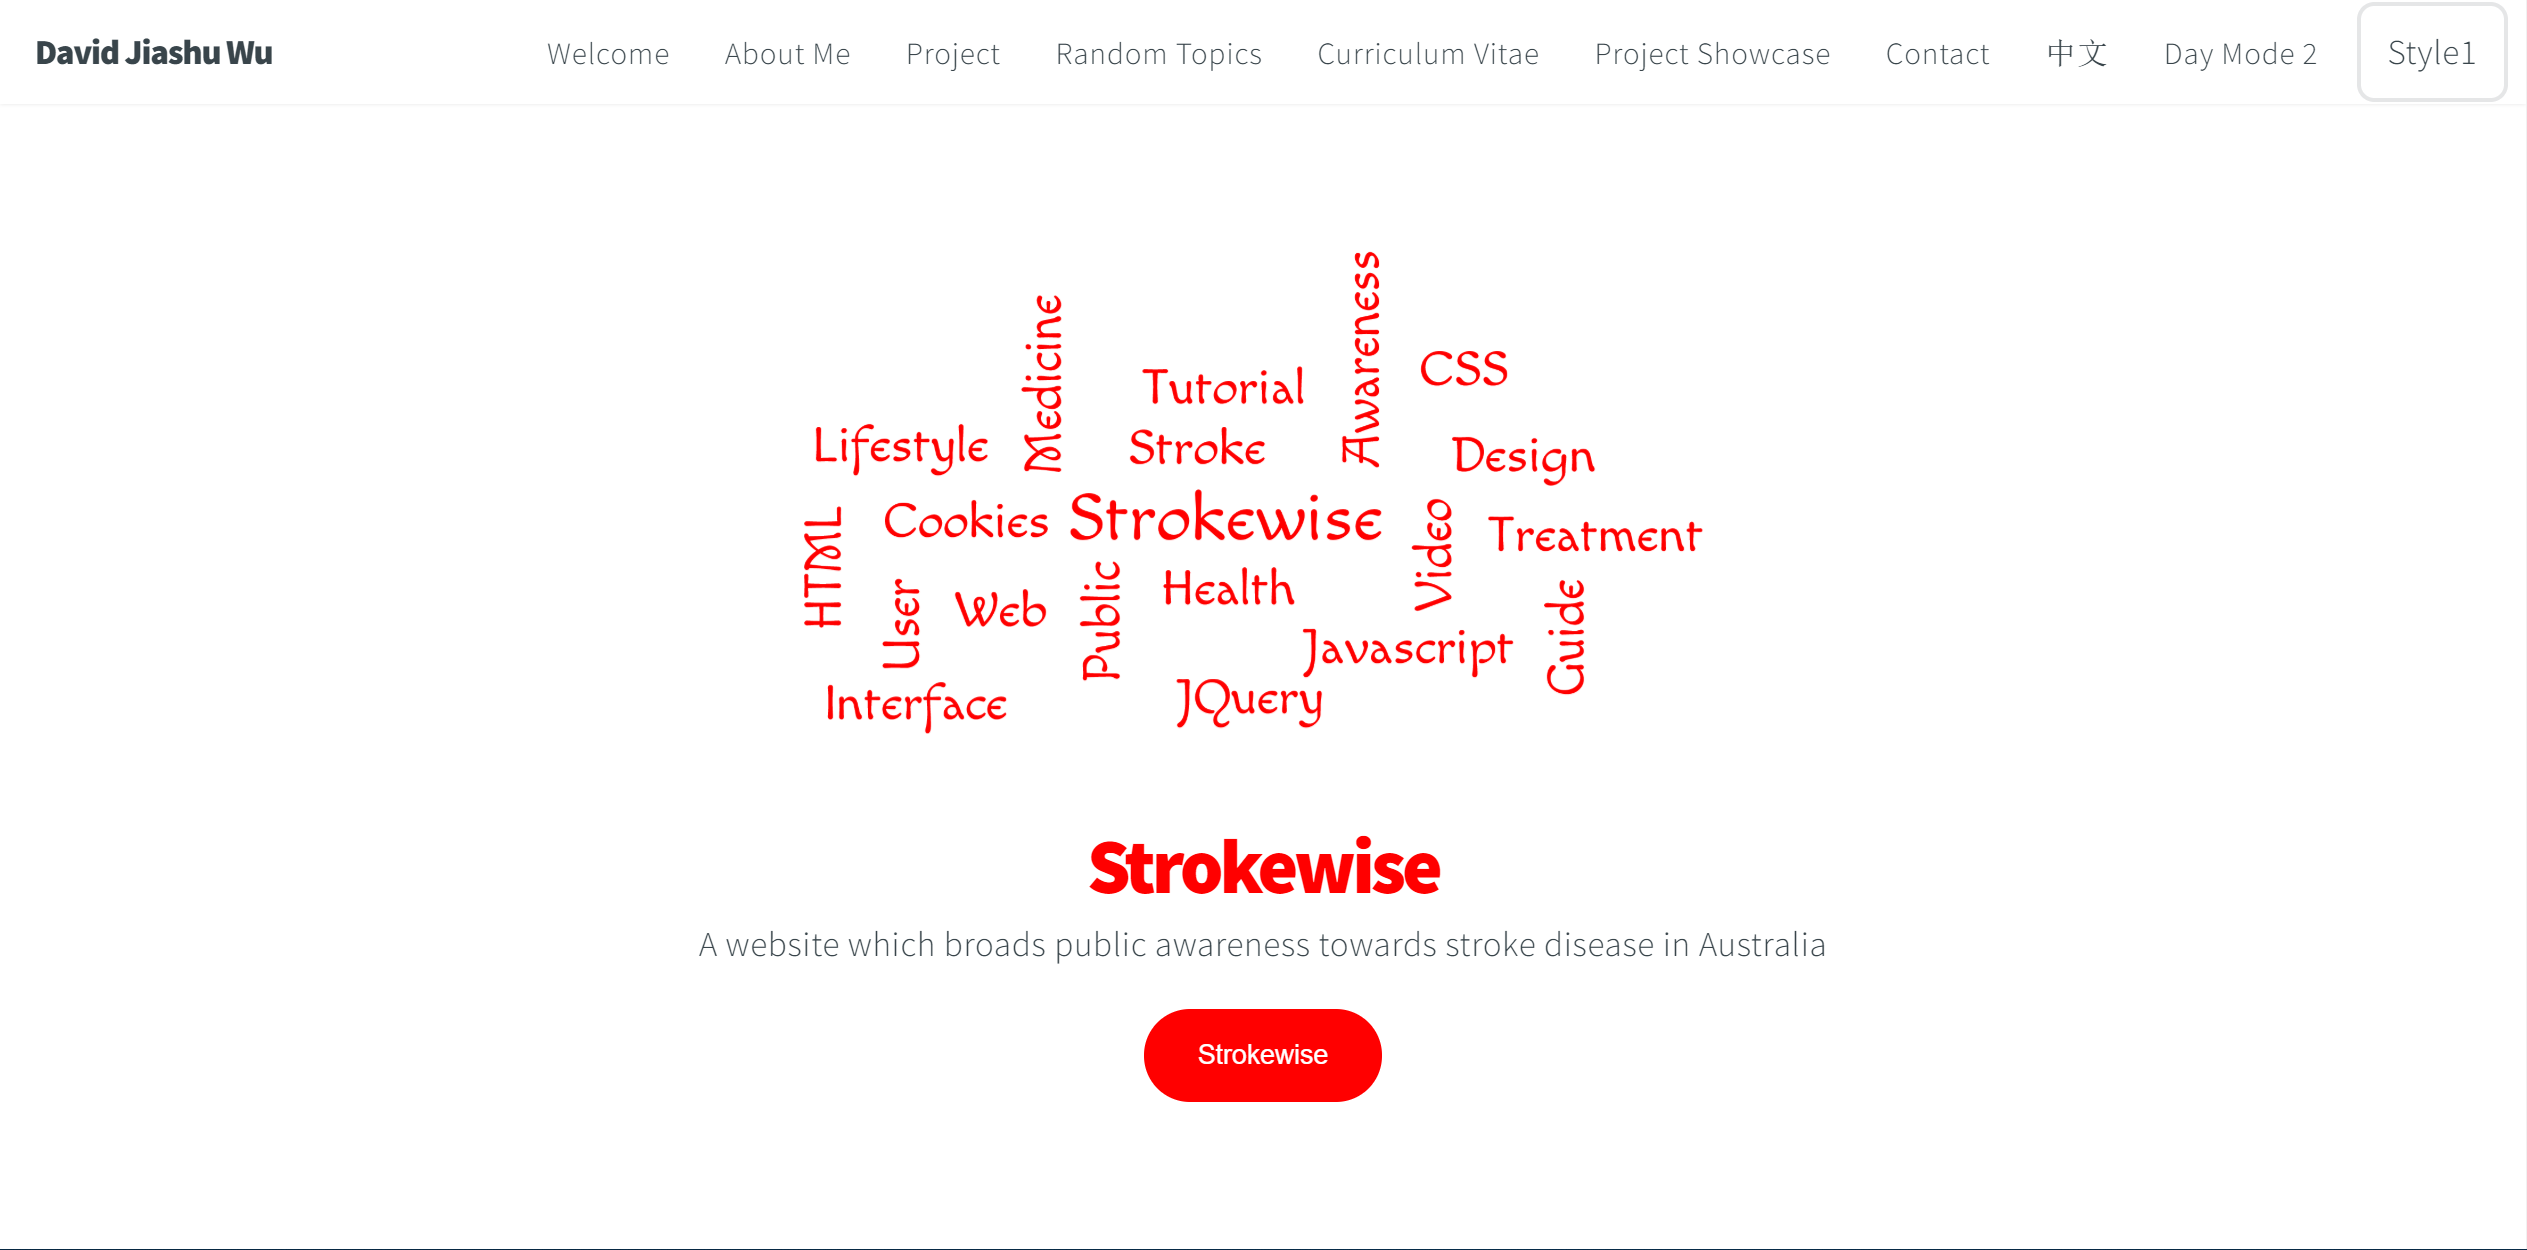 David Jiashu Wu
Welcome
About Me
Project
Random Topics
Curriculum Vitae
Project Showcase
Contact
中文
Day Mode 2
Style1
Awareness
Medicine
CSS
Tutorial
Lifestyle
Stroke
Design
Cookies
Strokewise
Video
Treatment
HTML
User
Web
Public
Health
Javascript
Guide
Interface
JQuery
Strokewise
A website which broads public awareness towards stroke disease in Australia
Strokewise